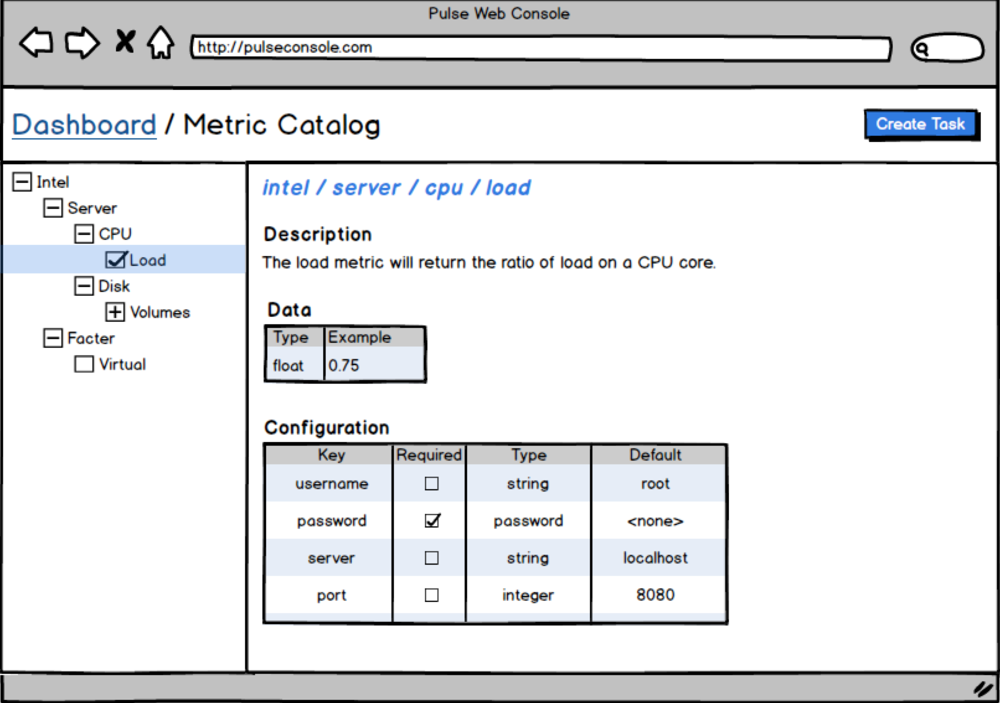 Pulse Web Console
http://pulseconsole.com
Dashboard / Metric Catalog
Create Task
Intel
Server
CPU
Load
Disk
Volumes
Facter
Virtual
intel / server / cpu / load
Description
The load metric will return the ratio of load on a CPU core.
Data
Type Example
float 0.75
Configuration
Key Required Type Default
username string root
password password <none>
server string localhost
port integer 8080